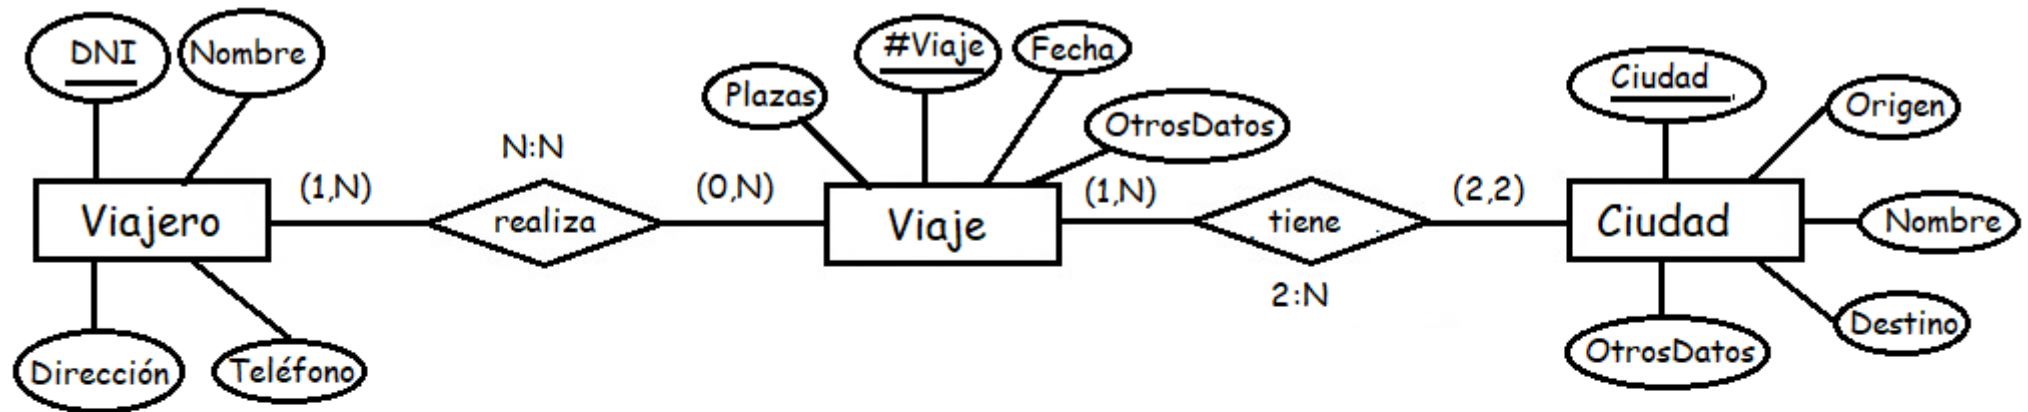 DNI
Nombre
#Viaje
Fecha
Plazas
OtrosDatos
Ciudad
Origen
N:N
(1,N)
(0,N)
(1,N)
(2,2)
Viajero
realiza
Viaje
tiene
Ciudad
Nombre
2:N
Dirección
Teléfono
OtrosDatos
Destino